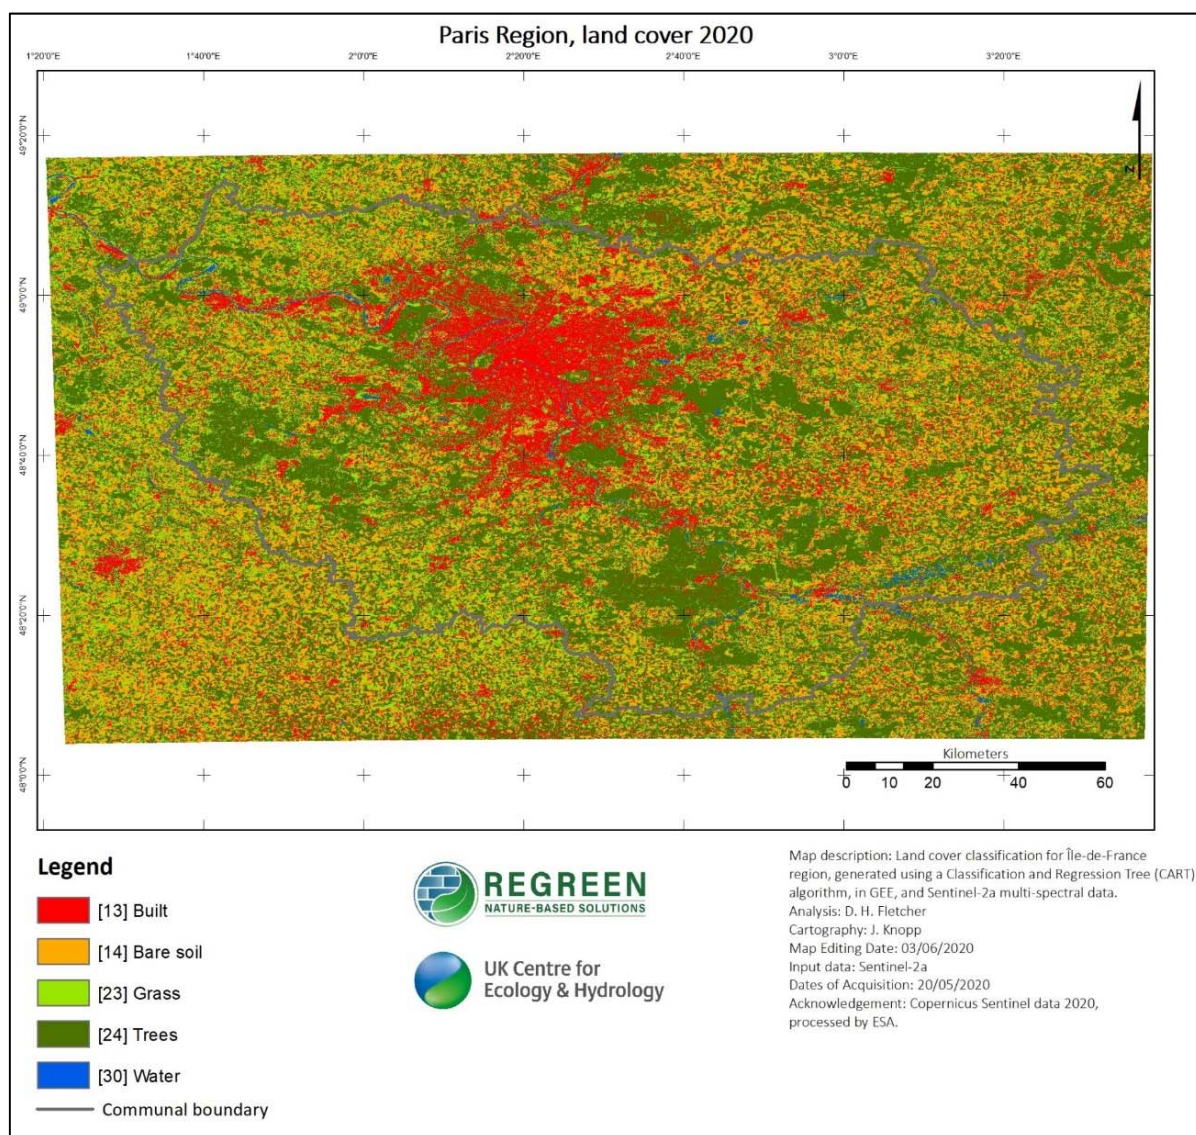 Paris Region, land cover 2020
1°20'0"E
1°40'0"E
2°0'0"E
2°20'0"E
2°40'0"E
3°0'0"E
3°20'0"E
49°20'0"N
49°0'0"N
48°40'0"N
48°20'0"N
48°0'0"N
N
Kilometers
0 10 20 40 60
Legend
[13] Built
[14] Bare soil
[23] Grass
[24] Trees
[30] Water
Communal boundary
REGREEN
NATURE-BASED SOLUTIONS
UK Centre for
Ecology & Hydrology
Map description: Land cover classification for Île-de-France
region, generated using a Classification and Regression Tree (CART)
algorithm, in GEE, and Sentinel-2a multi-spectral data.
Analysis: D. H. Fletcher
Cartography: J. Knopp
Map Editing Date: 03/06/2020
Input data: Sentinel-2a
Dates of Acquisition: 20/05/2020
Acknowledgement: Copernicus Sentinel data 2020,
processed by ESA.